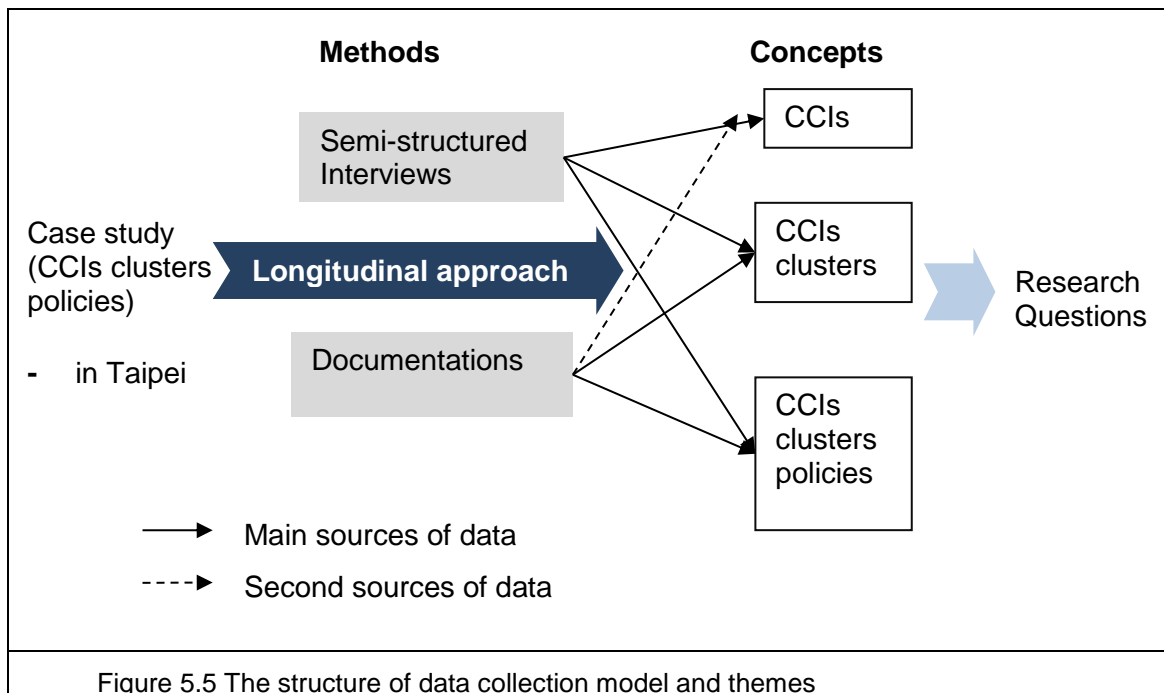 Methods
Concepts
Semi-structured
Interviews
CCIs
Case study
(CCIs clusters
policies)
- in Taipei
Longitudinal approach
CCIs
clusters
Research
Questions
Documentations
CCIs
clusters
policies
Main sources of data
Second sources of data
Figure 5.5 The structure of data collection model and themes